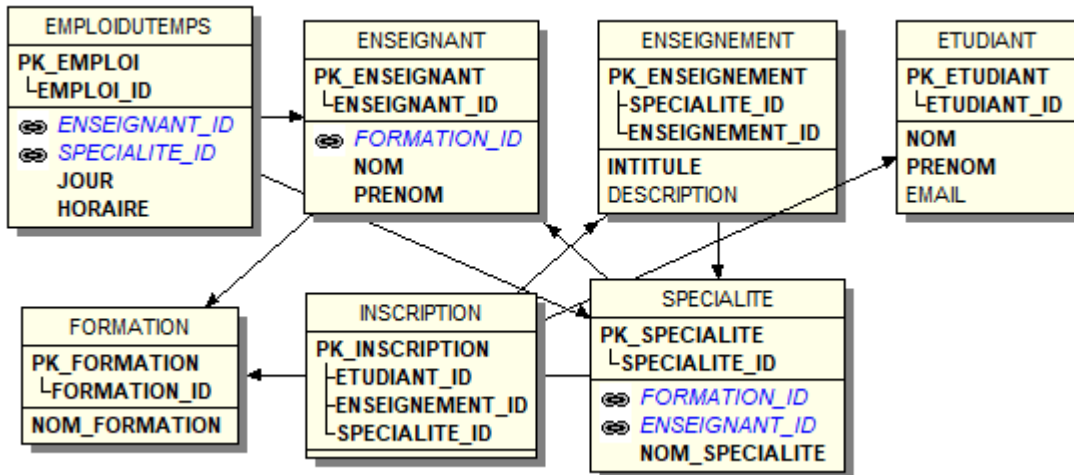 EMPLOIDUTEMPS
PK_EMPLOI
EMPLOI_ID
ENSEIGNANT_ID
SPECIALITE_ID
JOUR
HORAIRE
ENSEIGNANT
PK_ENSEIGNANT
ENSEIGNANT_ID
FORMATION_ID
NOM
PRENOM
ENSEIGNEMENT
PK_ENSEIGNEMENT
SPECIALITE_ID
ENSEIGNEMENT_ID
INTITULE
DESCRIPTION
ETUDIANT
PK_ETUDIANT
ETUDIANT_ID
NOM
PRENOM
EMAIL
FORMATION
PK_FORMATION
FORMATION_ID
NOM_FORMATION
INSCRIPTION
PK_INSCRIPTION
ETUDIANT_ID
ENSEIGNEMENT_ID
SPECIALITE_ID
SPECIALITE
PK_SPECIALITE
SPECIALITE_ID
FORMATION_ID
ENSEIGNANT_ID
NOM_SPECIALITE